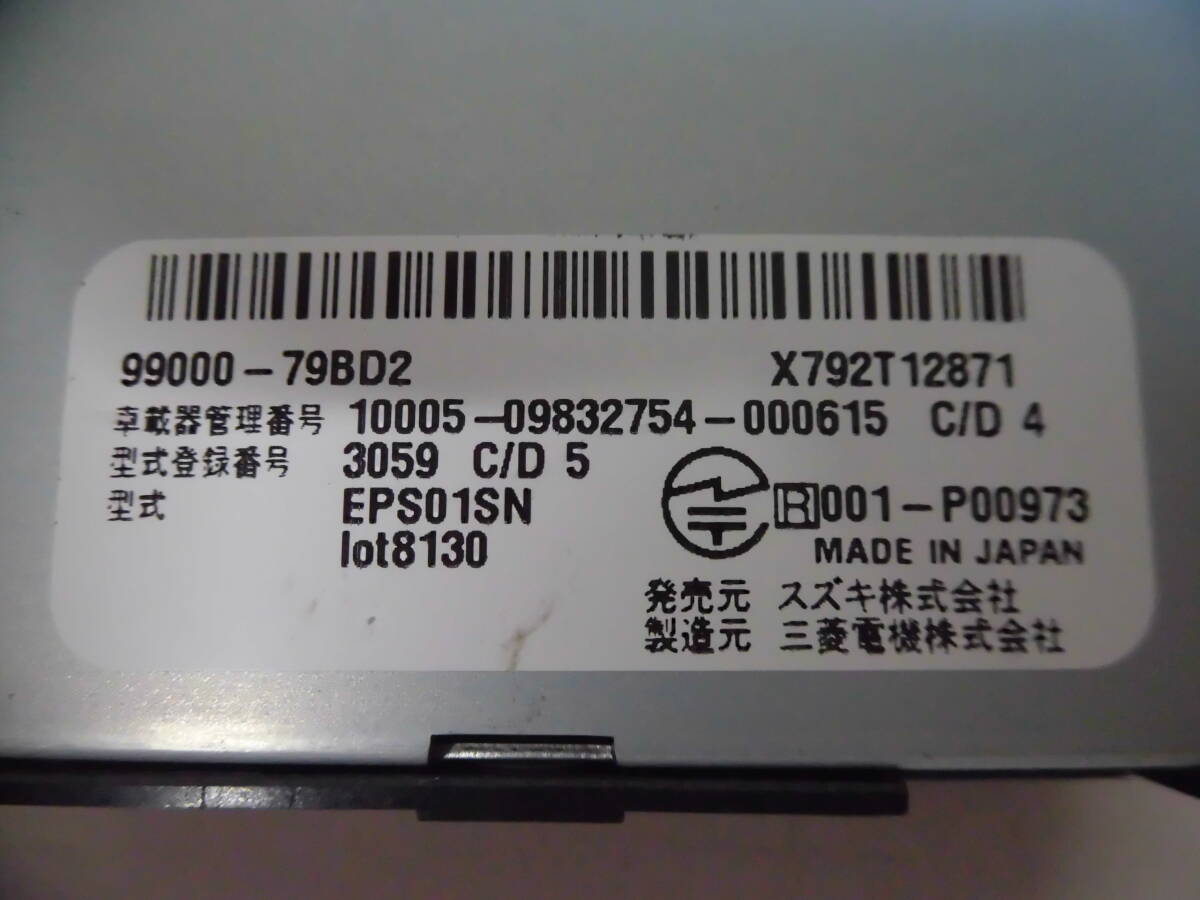 99000-79BD2 X792T12871
車載器管理番号 10005-09832754-000615 C/D 4
型式登録番号 3059 C/D 5
型式 EPS01SN
R 001-P00973
lot8130
MADE IN JAPAN
発売元 スズキ株式会社
製造元 三菱電機株式会社